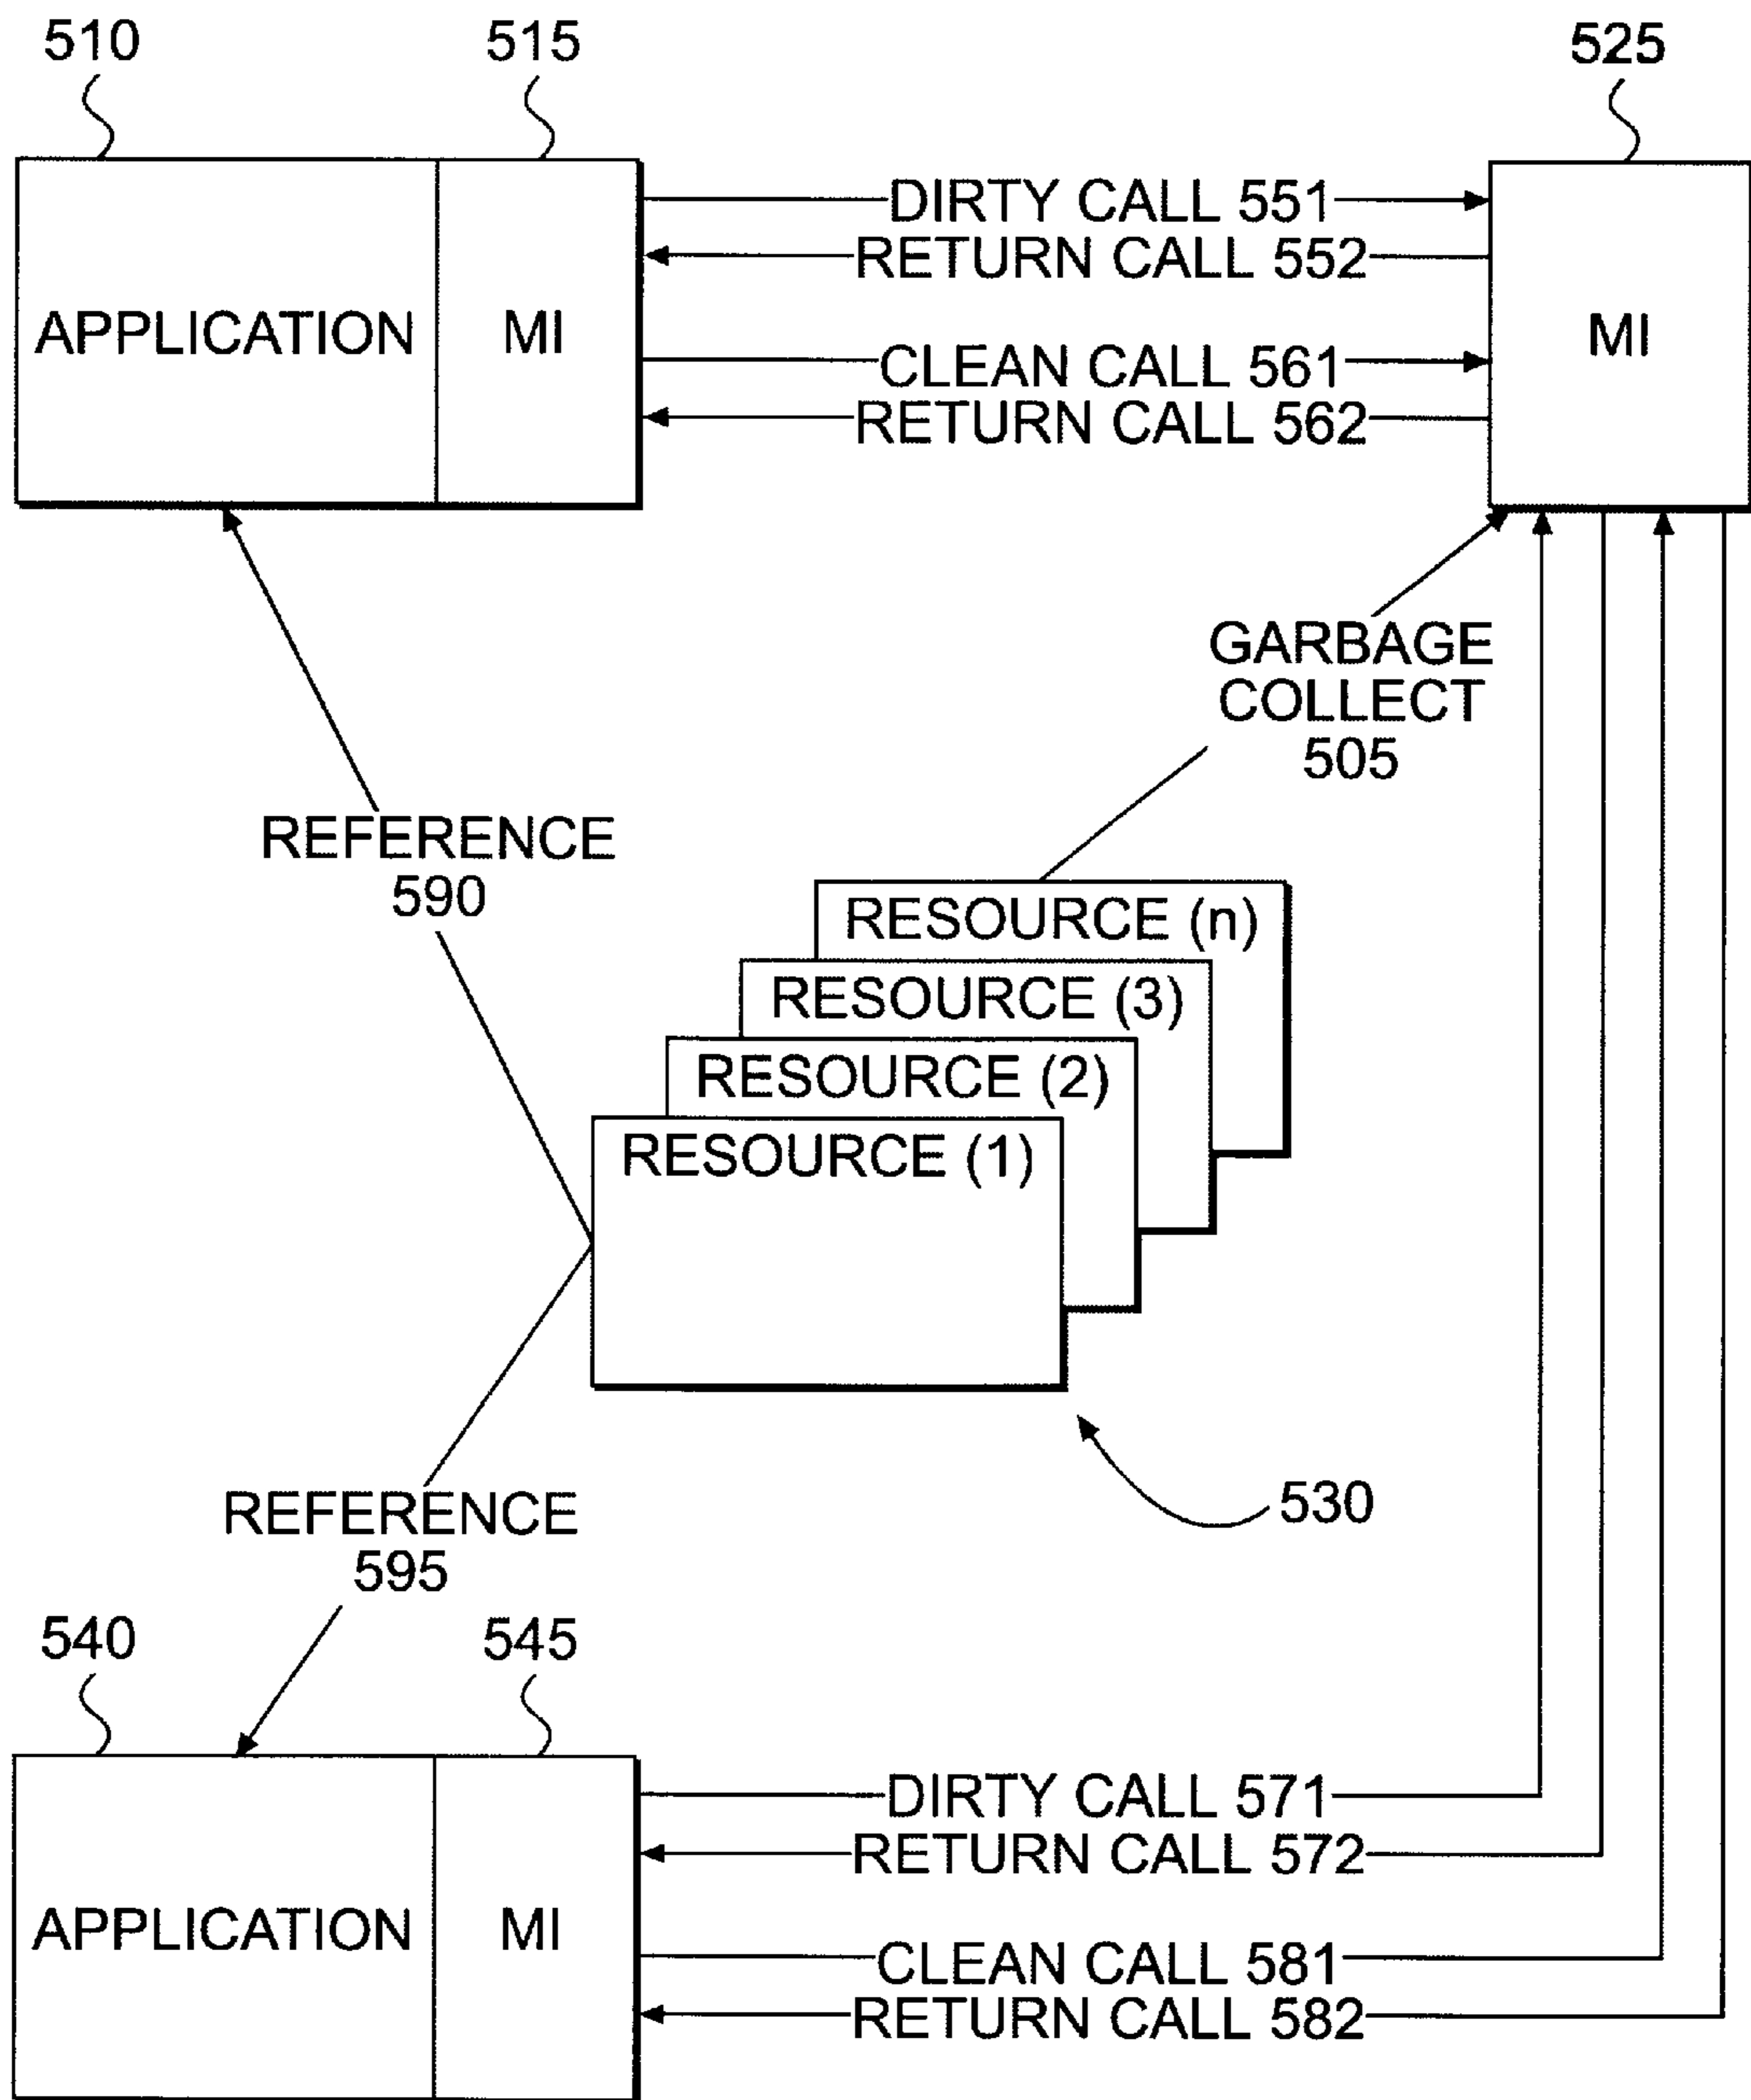 510
515
525
APPLICATION
MI
DIRTY CALL 551
RETURN CALL 552
CLEAN CALL 561
RETURN CALL 562
MI
GARBAGE
COLLECT
505
REFERENCE
590
RESOURCE (n)
RESOURCE (3)
RESOURCE (2)
RESOURCE (1)
530
REFERENCE
595
540
545
APPLICATION
MI
DIRTY CALL 571
RETURN CALL 572
CLEAN CALL 581
RETURN CALL 582